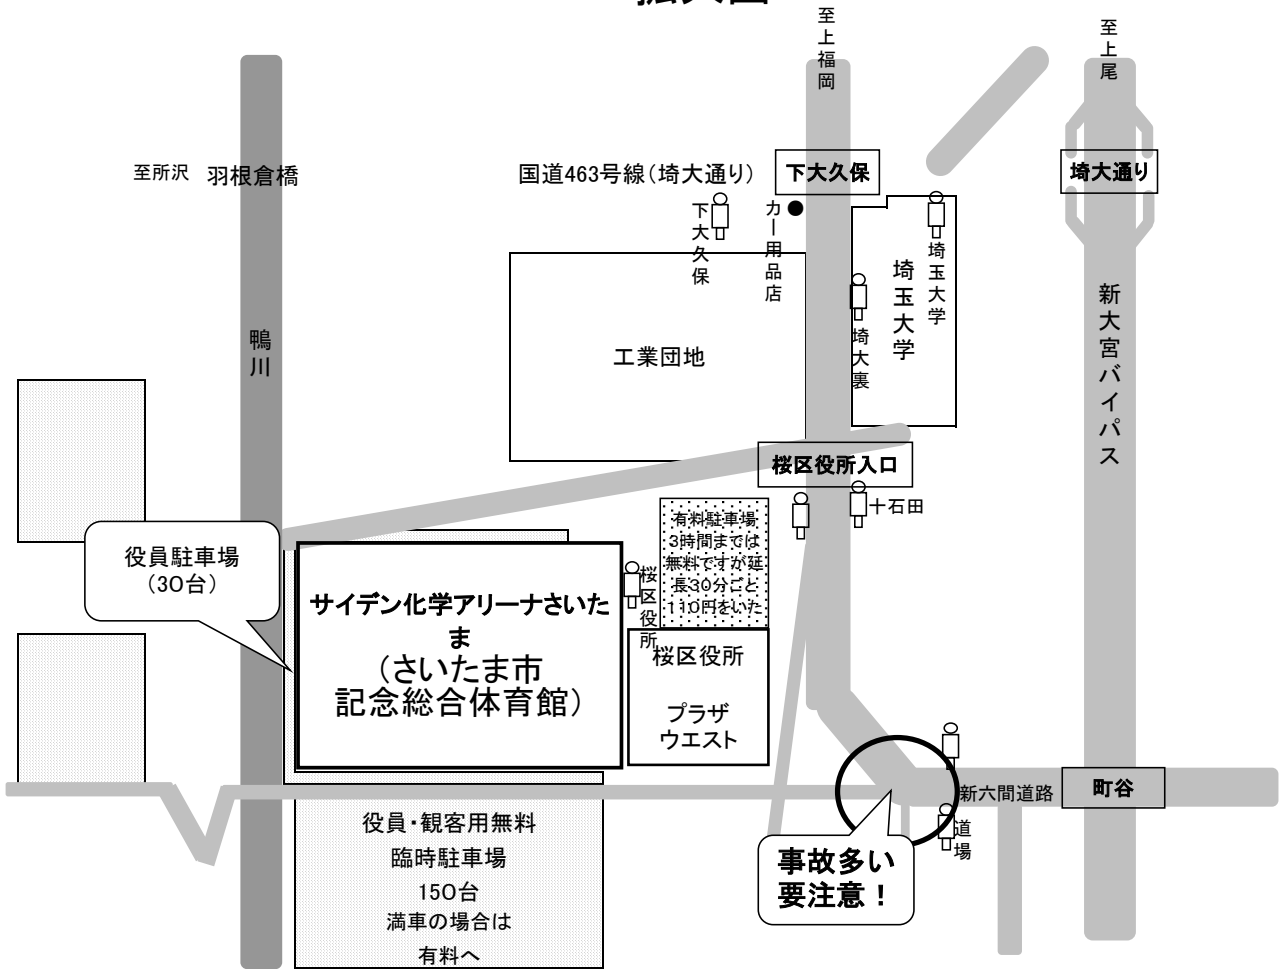 拡大図
至上福岡
至上尾
至所沢
羽根倉橋
国道463号線（埼大通り）
下大久保
埼大通り
下大久保
カー用品店
埼玉大学
埼玉大学
埼大裏
新大宮バイパス
鴨川
工業団地
桜区役所入口
十石田
役員駐車場
（30台）
有料駐車場
3時間までは
無料ですが延
長30分ごと
110円をいた
サイデン化学アリーナさいた
ま
（さいたま市
記念総合体育館）
桜区役所
桜区役所
プラザ
ウエスト
新六間道路
町谷
道場
事故多い
要注意！
役員・観客用無料
臨時駐車場
150台
満車の場合は
有料へ